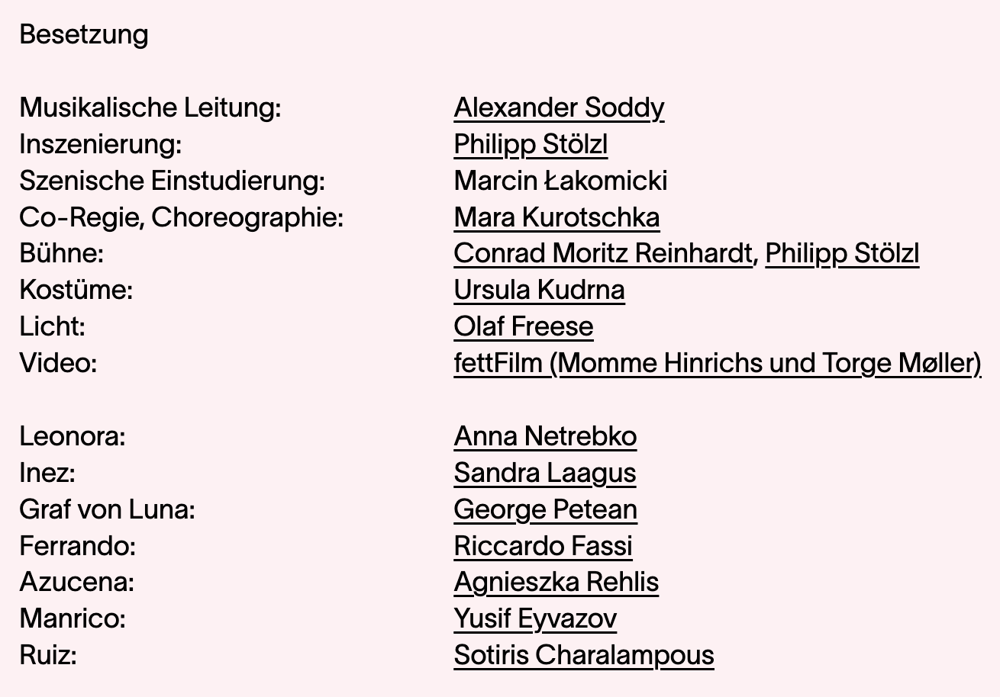 Besetzung
Musikalische Leitung: Alexander Soddy
Inszenierung: Philipp Stölzl
Szenische Einstudierung: Marcin Łakomicki
Co-Regie, Choreographie: Mara Kurotschka
Bühne: Conrad Moritz Reinhardt, Philipp Stölzl
Kostüme: Ursula Kudrna
Licht: Olaf Freese
Video: fettFilm (Momme Hinrichs und Torge Møller)
Leonora: Anna Netrebko
Inez: Sandra Laagus
Graf von Luna: George Petean
Ferrando: Riccardo Fassi
Azucena: Agnieszka Rehlis
Manrico: Yusif Eyvazov
Ruiz: Sotiris Charalampous